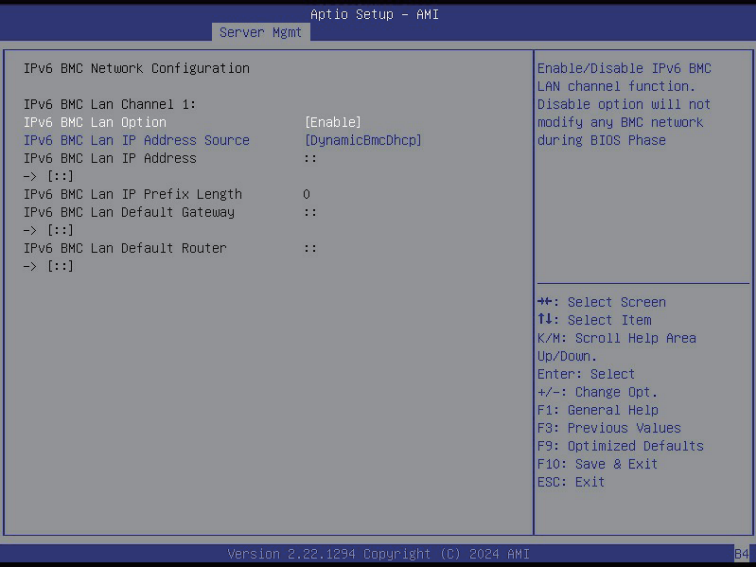 Aptio Setup - AMI
Server Mgmt
IPv6 BMC Network Configuration
IPv6 BMC Lan Channel 1:
IPv6 BMC Lan Option [Enable]
IPv6 BMC Lan IP Address Source [DynamicBmcDhcp]
IPv6 BMC Lan IP Address ::
-> [::]
IPv6 BMC Lan IP Prefix Length 0
IPv6 BMC Lan Default Gateway ::
-> [::]
IPv6 BMC Lan Default Router ::
-> [::]
Enable/Disable IPv6 BMC
LAN channel function.
Disable option will not
modify any BMC network
during BIOS Phase
→←: Select Screen
↑↓: Select Item
K/M: Scroll Help Area
Up/Down.
Enter: Select
+/-: Change Opt.
F1: General Help
F3: Previous Values
F9: Optimized Defaults
F10: Save & Exit
ESC: Exit
Version 2.22.1294 Copyright (C) 2024 AMI
B4